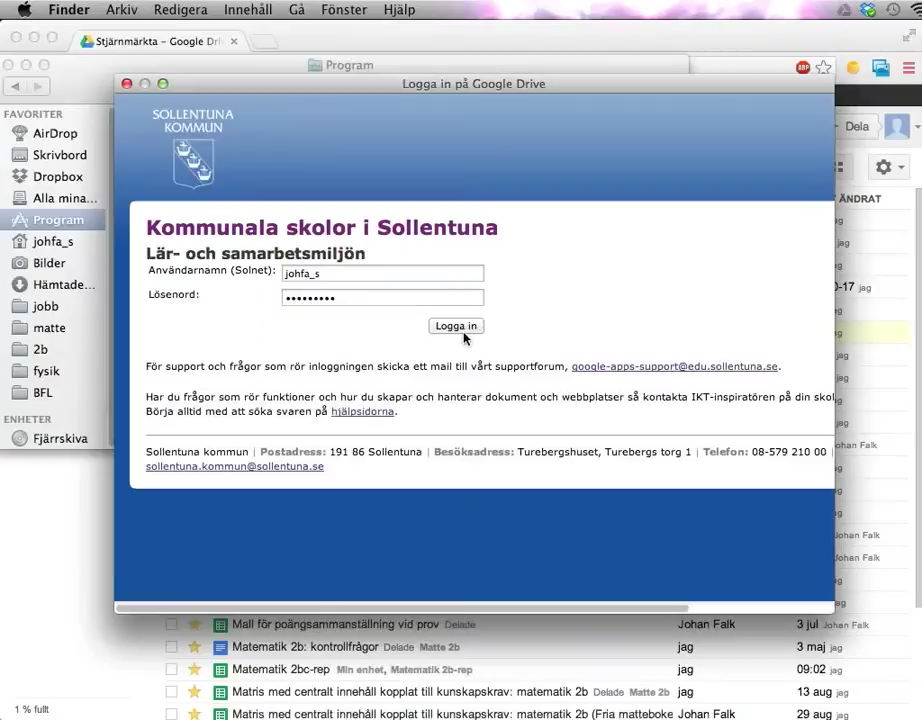 Finder Arkiv Redigera Innehåll Gå Fönster Hjälp
Stjärnmärkta – Google Dri
Program
Logga in på Google Drive
FAVORITER
AirDrop
Skrivbord
Dropbox
Alla mina...
Program
johfa_s
Bilder
Hämtade...
jobb
matte
2b
fysik
BFL
ENHETER
Fjärrskiva
1 % fullt
SOLLENTUNA
KOMMUN
Kommunala skolor i Sollentuna
Lär- och samarbetsmiljön
Användarnamn (Solnet): johfa_s
Lösenord: •••••••••
Logga in
För support och frågor som rör inloggningen skicka ett mail till vårt supportforum, google-apps-support@edu.sollentuna.se.
Har du frågor som rör funktioner och hur du skapar och hanterar dokument och webbplatser så kontakta IKT-inspiratören på din skol
Börja alltid med att söka svaren på hjälpsidorna.
Sollentuna kommun | Postadress: 191 86 Sollentuna | Besöksadress: Turebergshuset, Turebergs torg 1 | Telefon: 08-579 210 00 |
sollentuna.kommun@sollentuna.se
ABP
Dela
ÄNDRAT
jag
jag
jag
0-17 jag
jag
jag
jag
jag
jag
ohan Falk
jag
jag
jag
Johan Falk
Johan Falk
jag
jag
Mall för poängsammanställning vid prov Delade Johan Falk 3 jul Johan Falk
Matematik 2b: kontrollfrågor Delade Matte 2b jag 3 maj jag
Matematik 2bc-rep Min enhet, Matematik 2b-rep jag 09:02 jag
Matris med centralt innehåll kopplat till kunskapskrav: matematik 2b Delade Matte 2b jag 13 aug jag
Matris med centralt innehåll kopplat till kunskapskrav: matematik 2b (Fria matteboke jag 29 aug jag